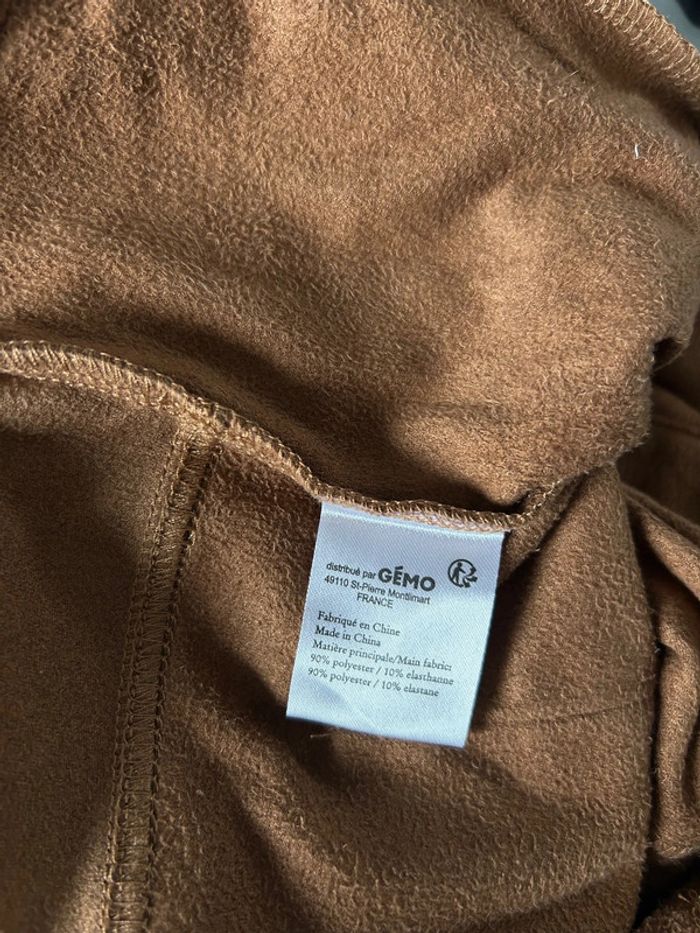 distribué par GÉMO
49110 St-Pierre Montlimart
FRANCE
Fabriqué en Chine
Made in China
Matière principale/Main fabric:
90% polyester / 10% elasthanne
90% polyester / 10% elastane